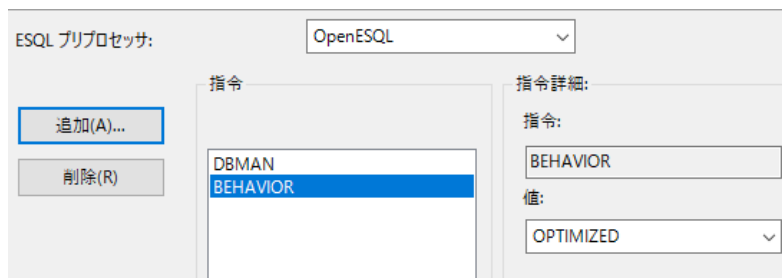 ESQL プリプロセッサ:
OpenESQL
追加(A)...
削除(R)
指令
DBMAN
BEHAVIOR
指令詳細:
指令:
BEHAVIOR
値:
OPTIMIZED